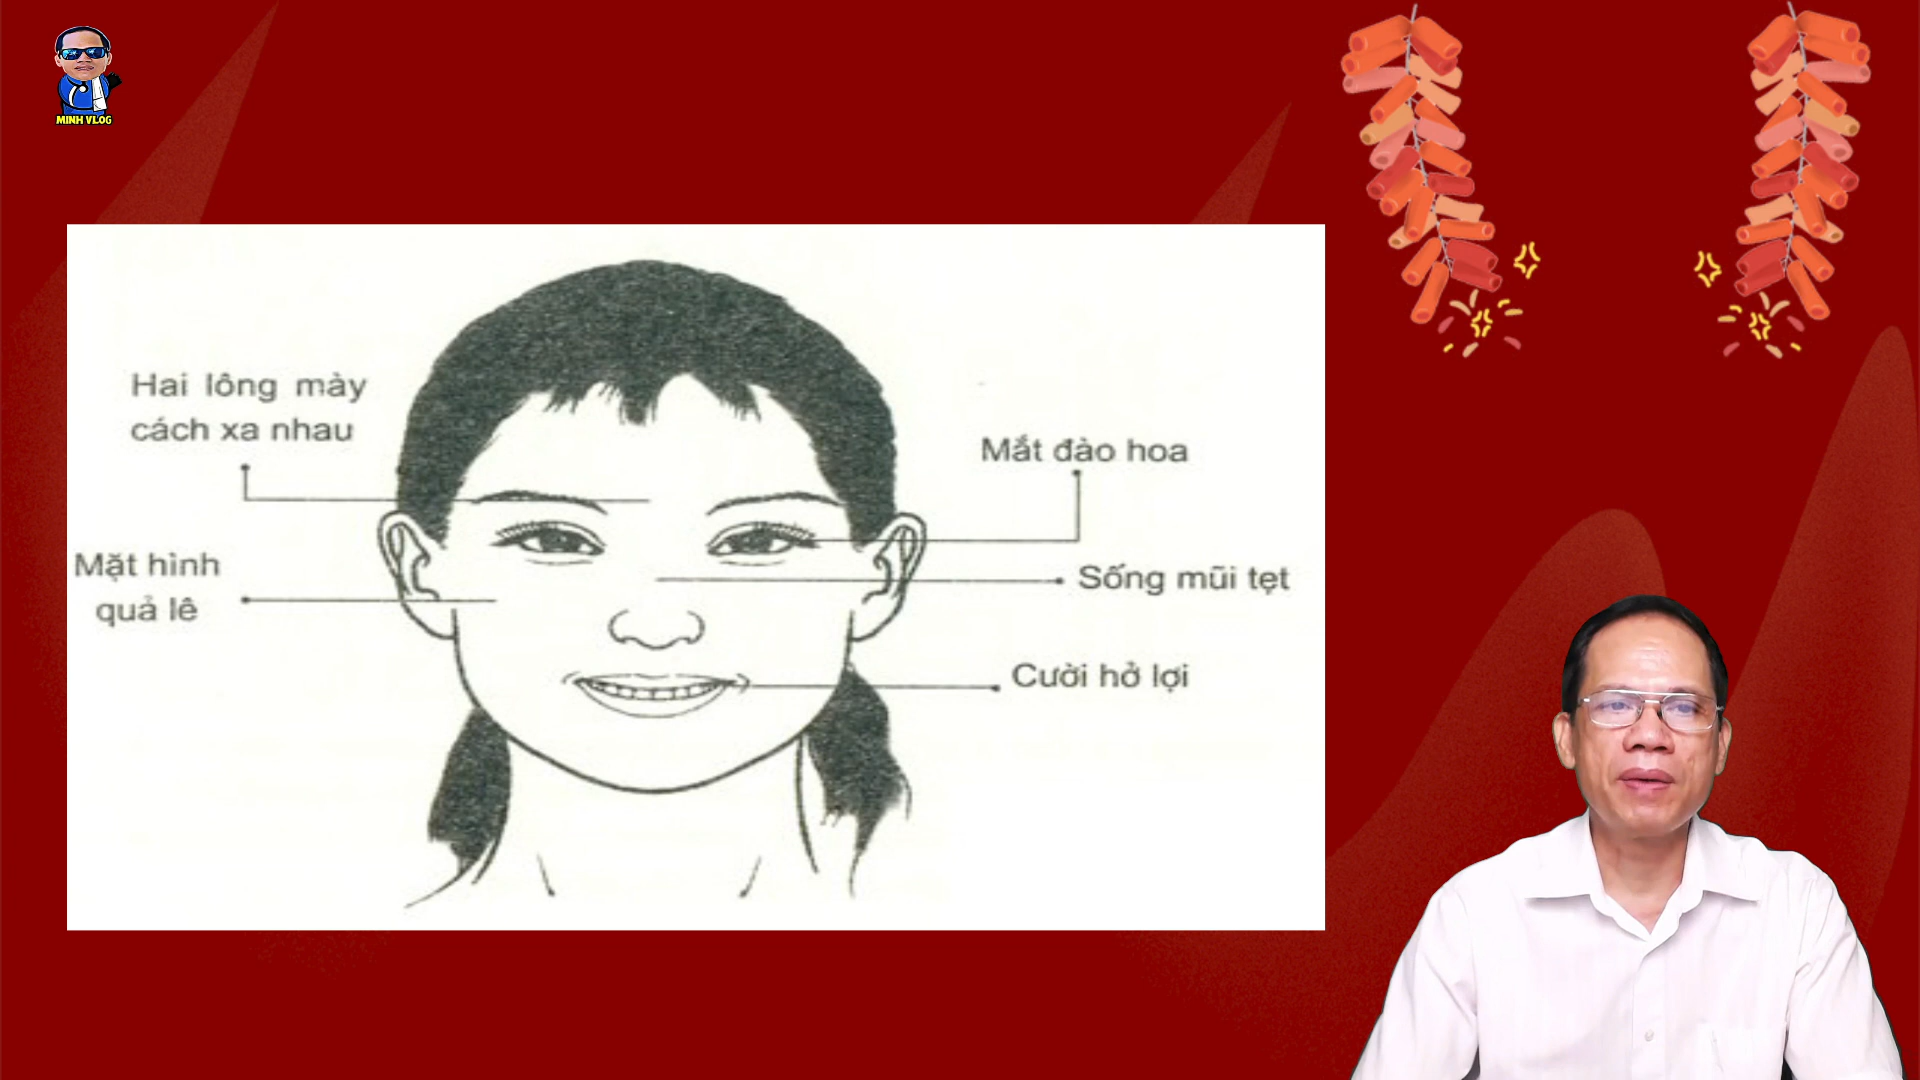 MINH VLOG
Hai lông mày
cách xa nhau
Mắt đào hoa
Mặt hình
quả lê
Sống mũi tẹt
Cười hở lợi